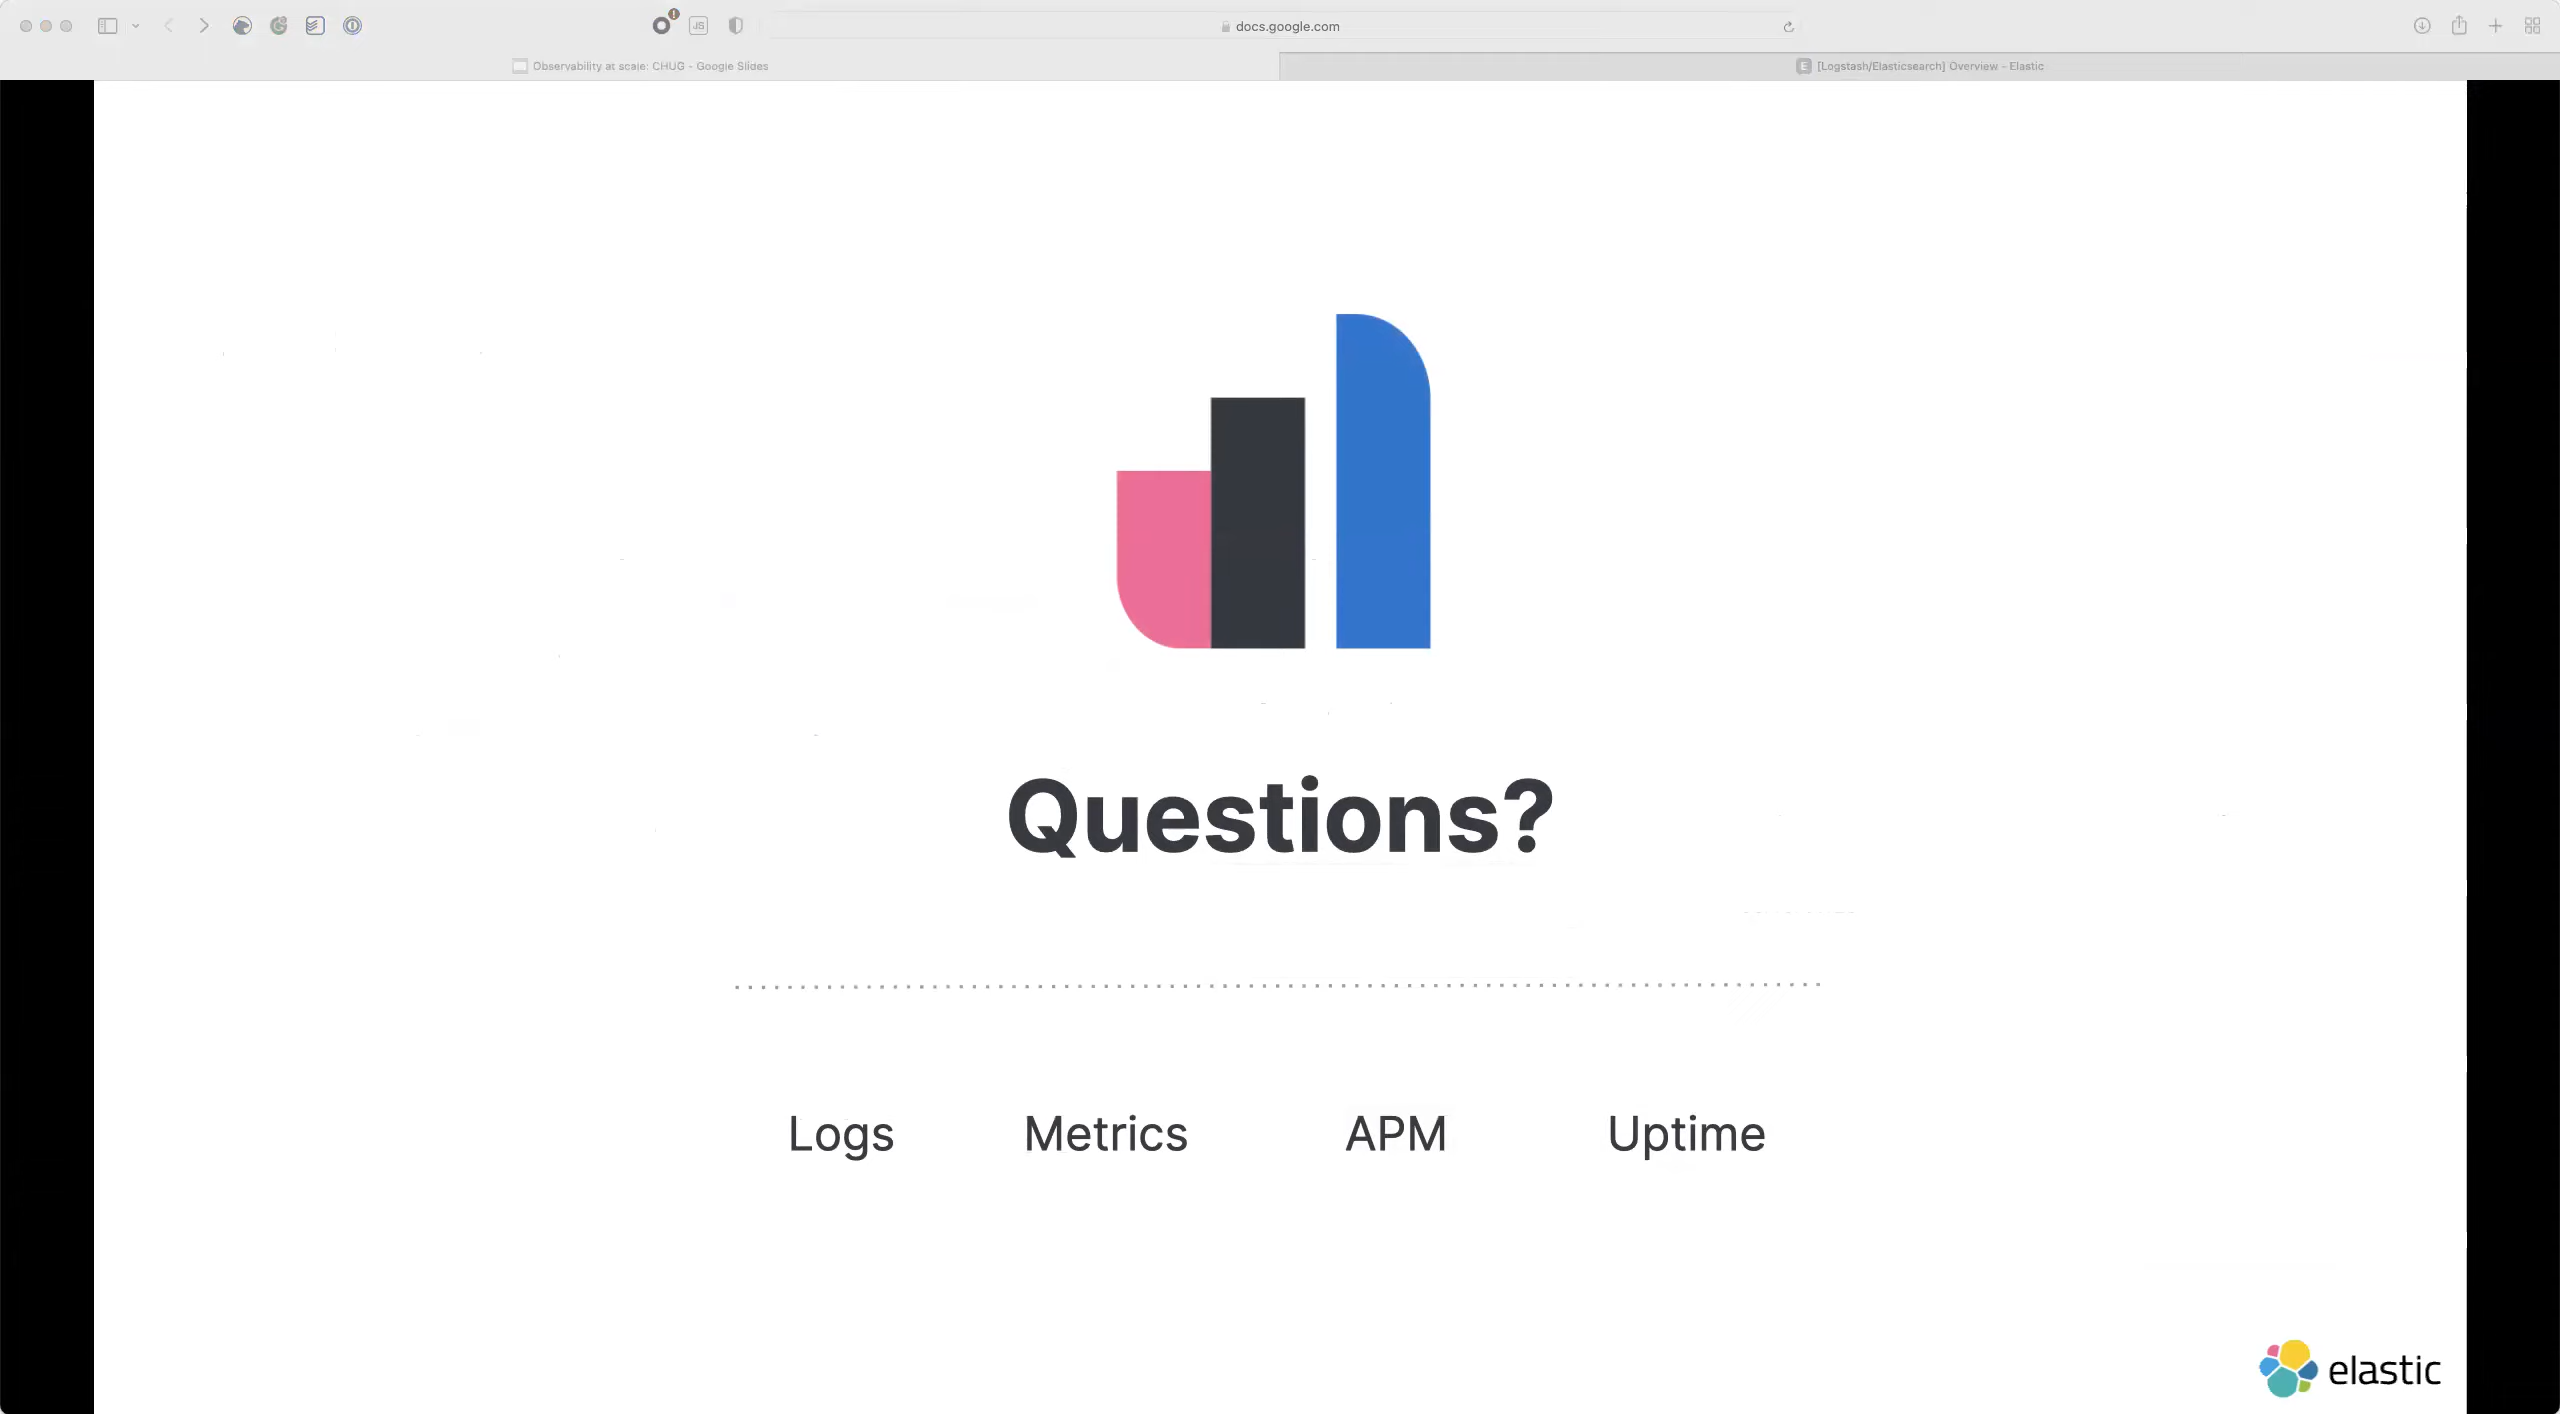 JS
docs.google.com
Observability at scale: CHUG - Google Slides
E [Logstash/Elasticsearch] Overview - Elastic
Questions?
Logs Metrics APM Uptime
elastic